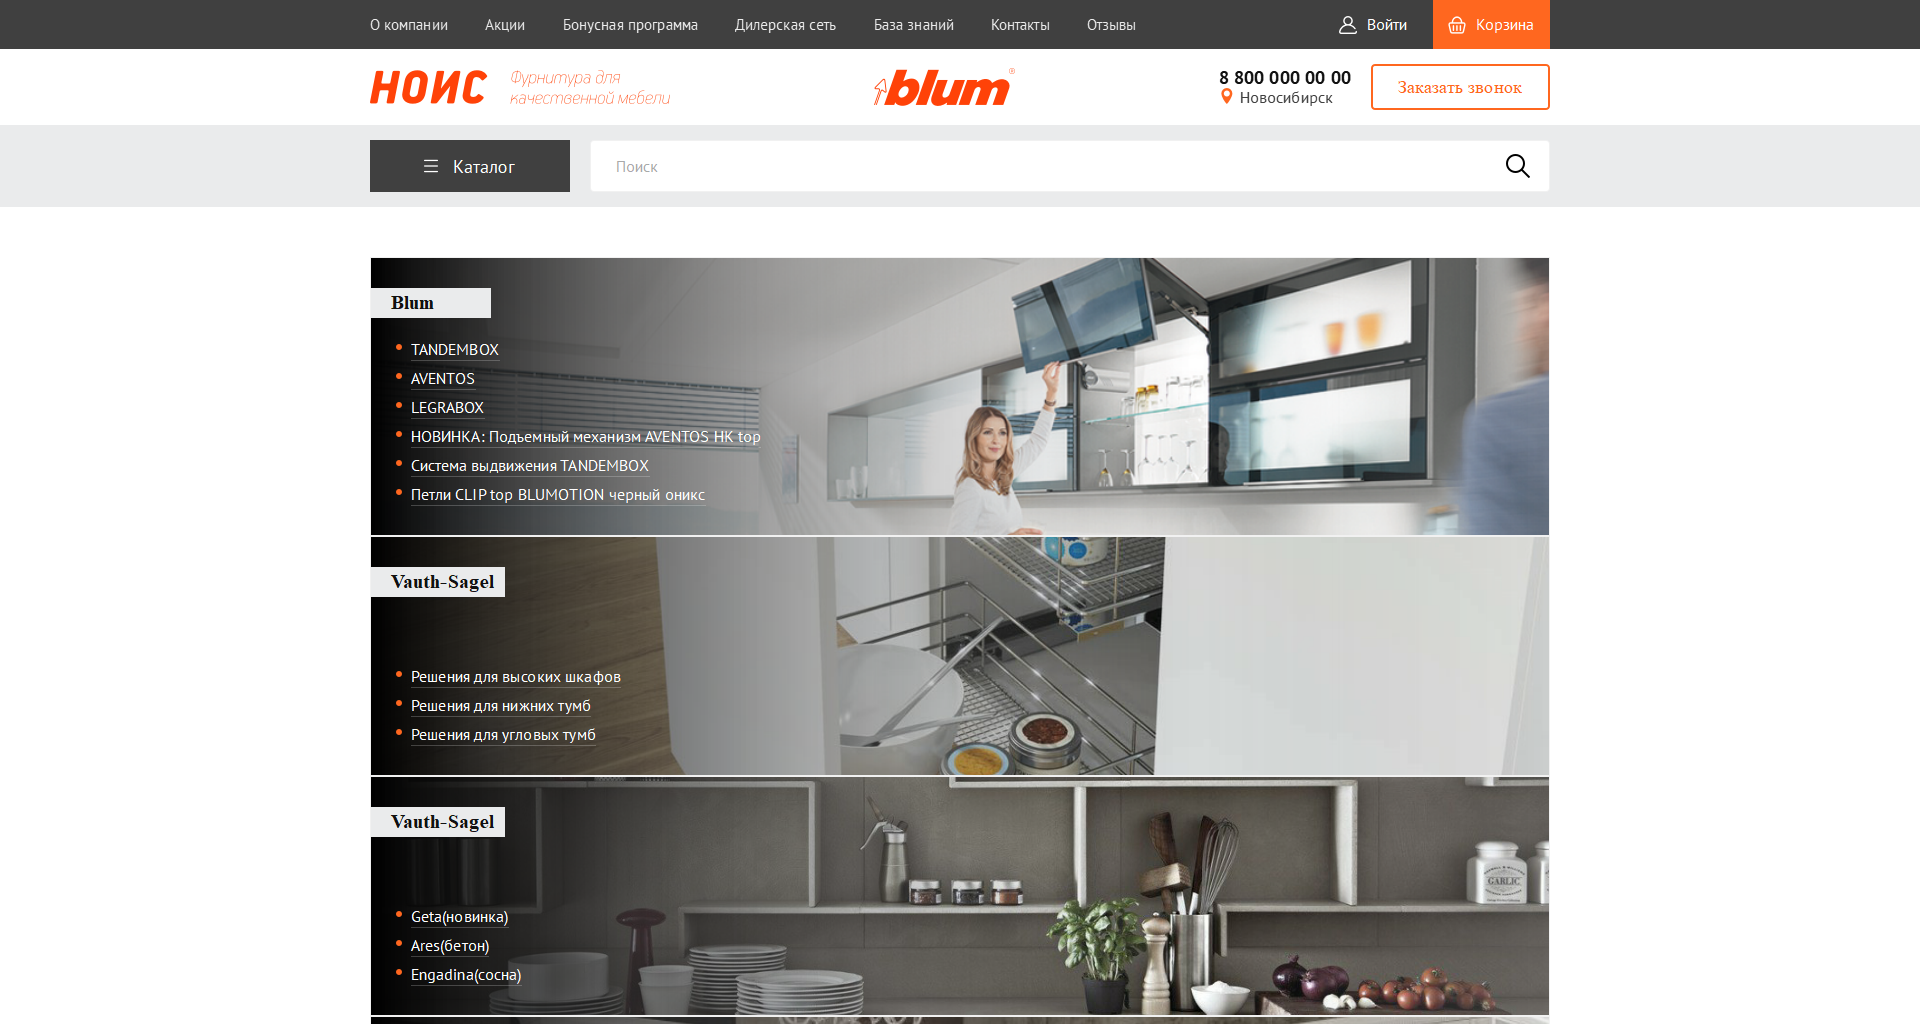 О компании
Акции
Бонусная программа
Дилерская сеть
База знаний
Контакты
Отзывы
Войти
Корзина
НОИС
Фурнитура для
качественной мебели
blum®
8 800 000 00 00
Новосибирск
Заказать звонок
Каталог
Поиск
Blum
TANDEMBOX
AVENTOS
LEGRABOX
НОВИНКА: Подъемный механизм AVENTOS HK top
Система выдвижения TANDEMBOX
Петли CLIP top BLUMOTION черный оникс
Vauth-Sagel
Решения для высоких шкафов
Решения для нижних тумб
Решения для угловых тумб
Vauth-Sagel
GARLIC
Geta(новинка)
Ares(бетон)
Engadina(сосна)